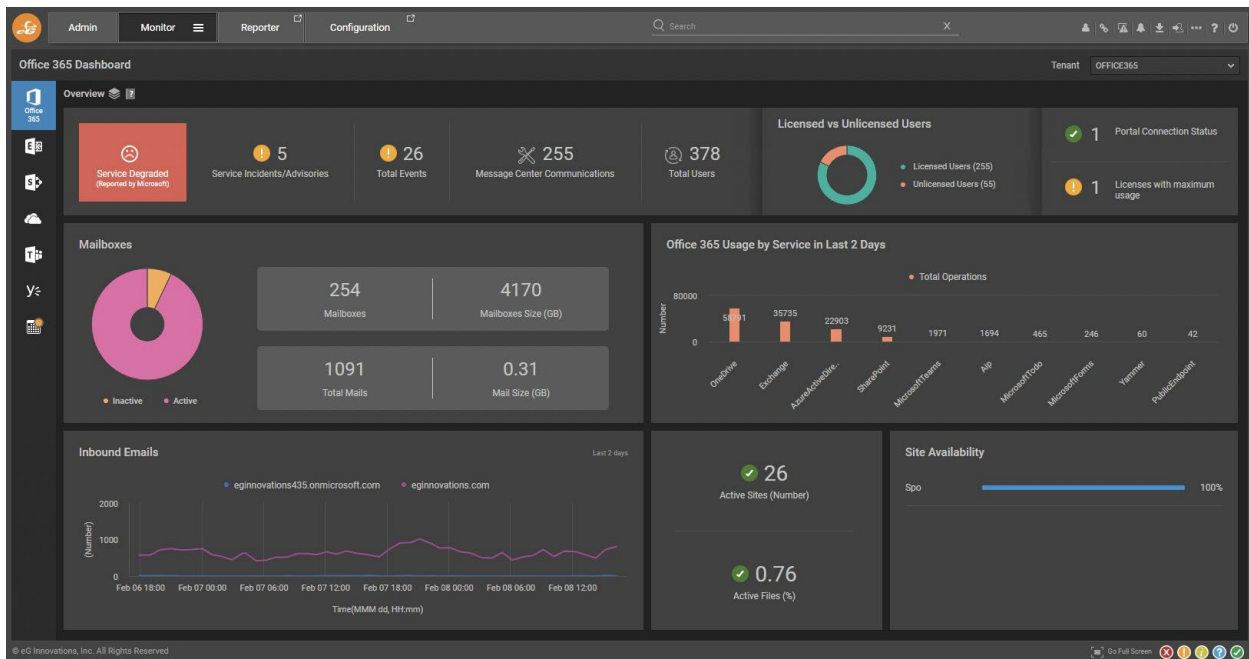 Admin
Monitor
Reporter
Configuration
Search
X
?
Office 365 Dashboard
Tenant OFFICE365
Office
365
Overview
?
Service Degraded
(Reported by Microsoft)
5
Service Incidents/Advisories
26
Total Events
255
Message Center Communications
378
Total Users
Licensed vs Unlicensed Users
Licensed Users (255)
Unlicensed Users (55)
1 Portal Connection Status
1 Licenses with maximum
usage
Mailboxes
Inactive
Active
254
Mailboxes
4170
Mailboxes Size (GB)
1091
Total Mails
0.31
Mail Size (GB)
Office 365 Usage by Service in Last 2 Days
Total Operations
Number
80000
0
58791
35735
22903
9231
1971
1694
465
246
60
42
OneDrive
Exchange
AzureActiveDire..
SharePoint
MicrosoftTeams
Aip
MicrosoftTodo
MicrosoftForms
Yammer
PublicEndpoint
Inbound Emails
Last 2 days
eginnovations435.onmicrosoft.com
eginnovations.com
(Number)
2000
1000
0
Feb 06 18:00
Feb 07 00:00
Feb 07 06:00
Feb 07 12:00
Feb 07 18:00
Feb 08 00:00
Feb 08 06:00
Feb 08 12:00
Time(MMM dd, HH:mm)
26
Active Sites (Number)
0.76
Active Files (%)
Site Availability
Spo
100%
© eG Innovations, Inc. All Rights Reserved
Go Full Screen